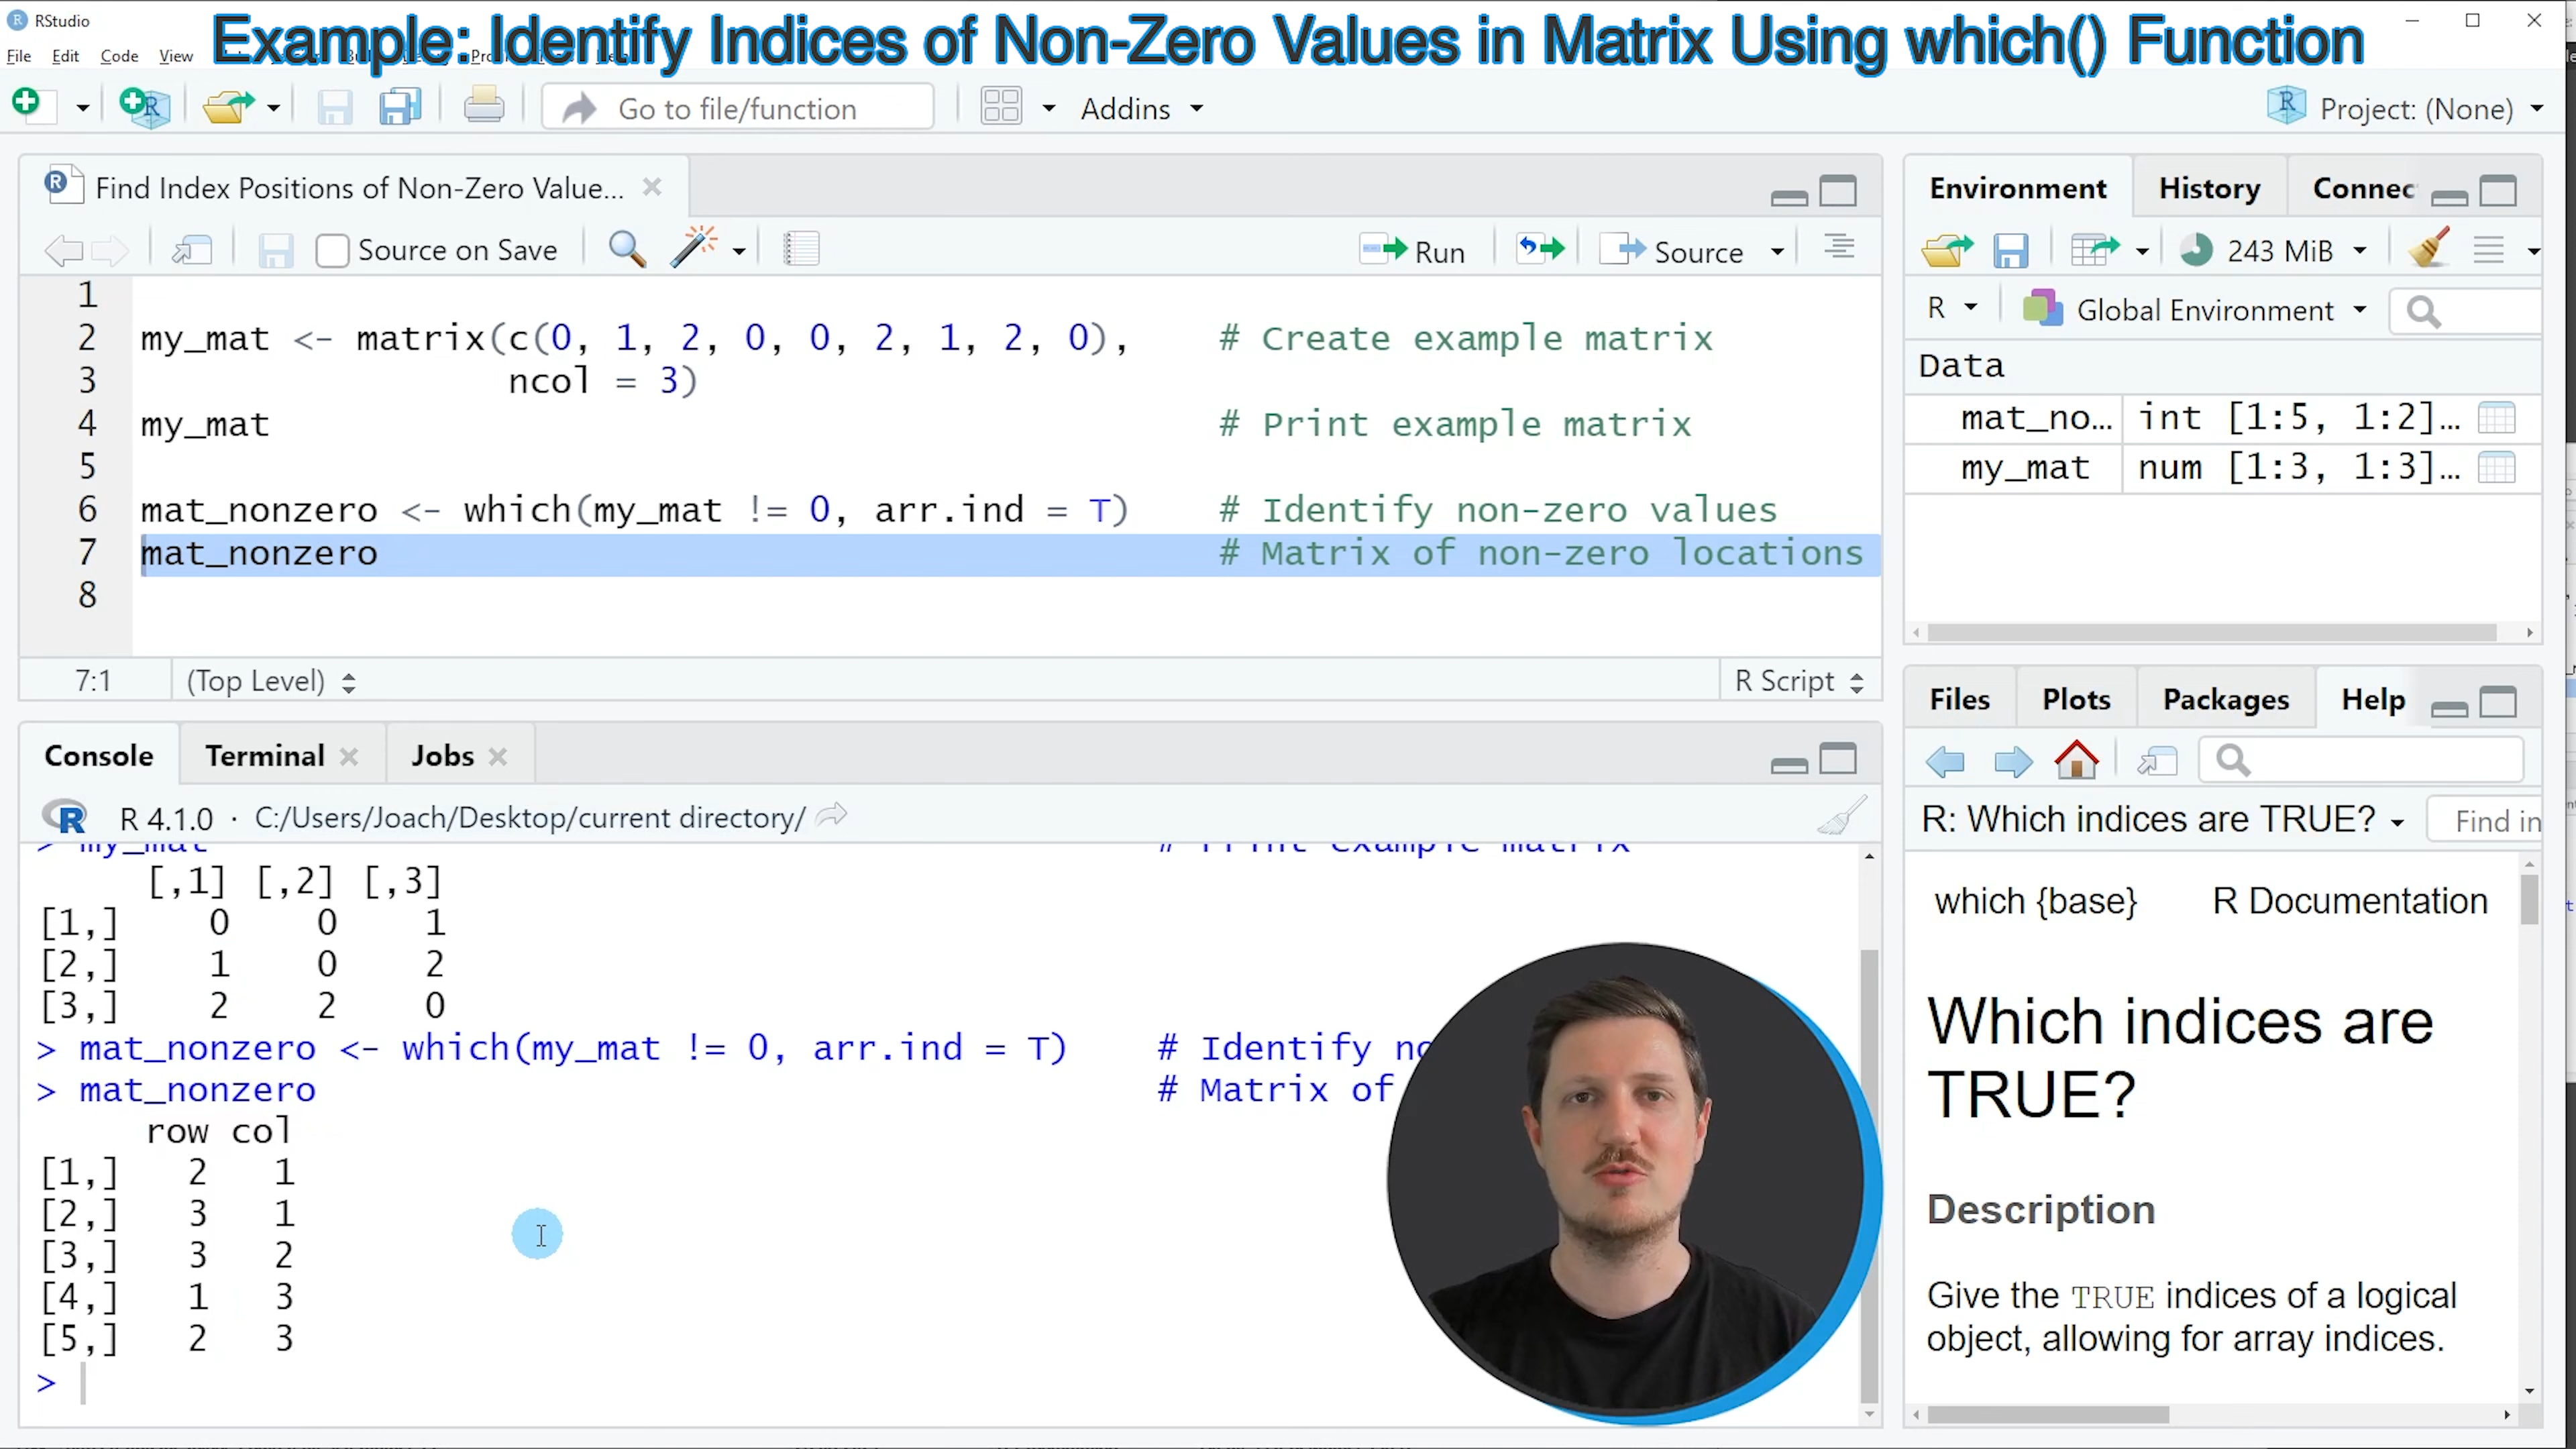 RStudio
Example: Identify Indices of Non-Zero Values in Matrix Using which() Function
File Edit Code View
Go to file/function
Addins
Project: (None)
Find Index Positions of Non-Zero Value...
Source on Save
Run
Source
1
2 my_mat <- matrix(c(0, 1, 2, 0, 0, 2, 1, 2, 0), # Create example matrix
3 ncol = 3)
4 my_mat # Print example matrix
5
6 mat_nonzero <- which(my_mat != 0, arr.ind = T) # Identify non-zero values
7 mat_nonzero # Matrix of non-zero locations
8
7:1 (Top Level) R Script
Console Terminal Jobs
R 4.1.0 · C:/Users/Joach/Desktop/current directory/
> my_mat # Print example matrix
[,1] [,2] [,3]
[1,] 0 0 1
[2,] 1 0 2
[3,] 2 2 0
> mat_nonzero <- which(my_mat != 0, arr.ind = T) # Identify
> mat_nonzero # Matrix of
row col
[1,] 2 1
[2,] 3 1
[3,] 3 2
[4,] 1 3
[5,] 2 3
>
Environment History Connec
243 MiB
R Global Environment
Data
mat_no... int [1:5, 1:2]...
my_mat num [1:3, 1:3]...
Files Plots Packages Help
R: Which indices are TRUE? Find in
which {base} R Documentation
Which indices are
TRUE?
Description
Give the TRUE indices of a logical
object, allowing for array indices.